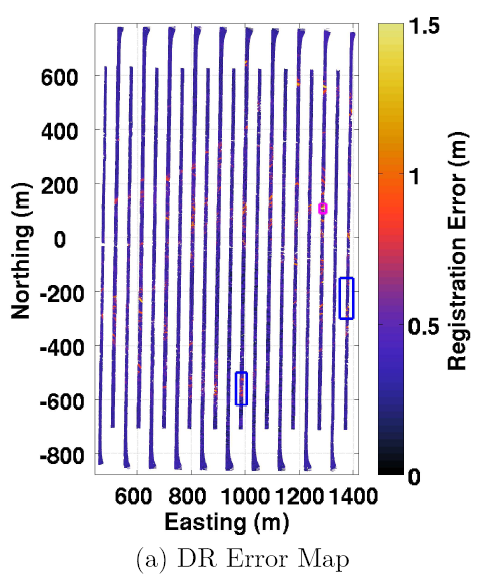 1.5
600
400
200
0
-200
-400
-600
-800
1
0.5
0
Northing (m)
Registration Error (m)
600 800 1000 1200 1400
Easting (m)
(a) DR Error Map